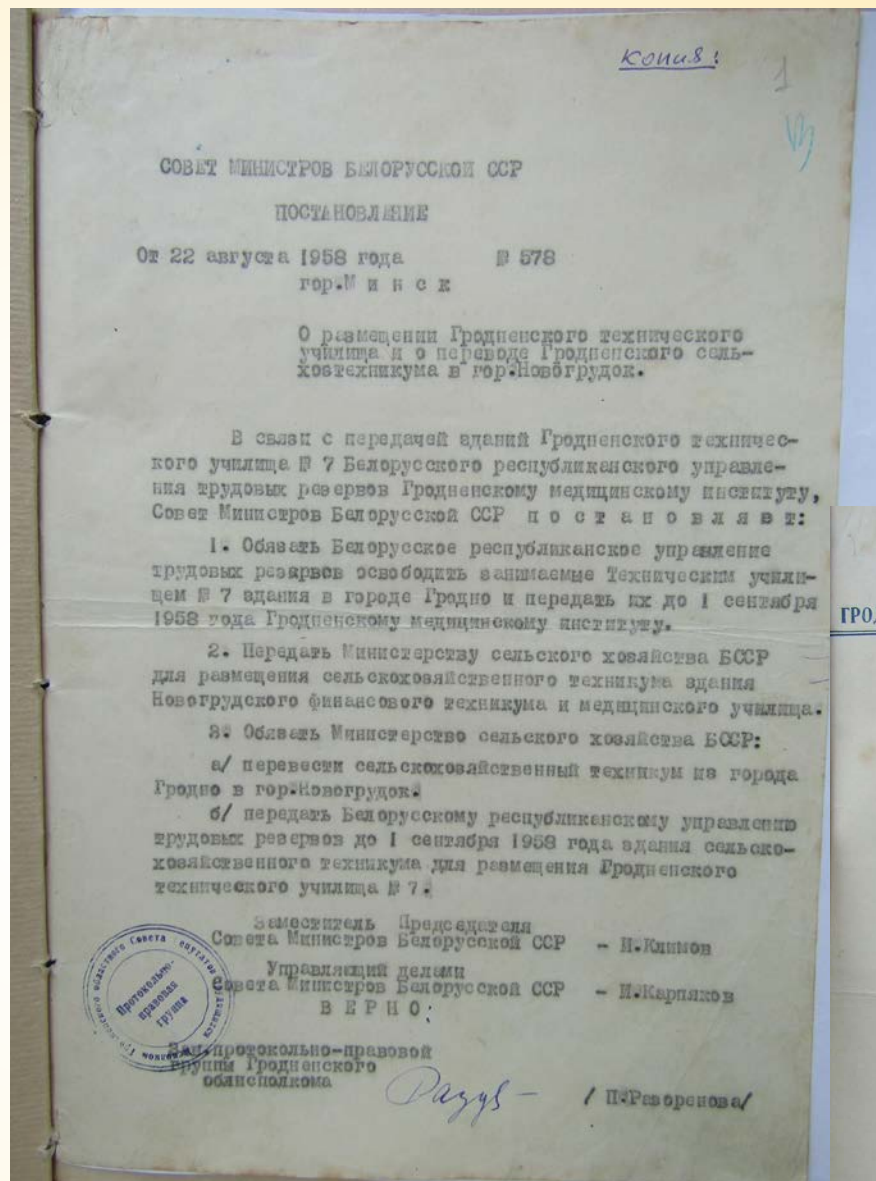 копия:
1
СОВЕТ МИНИСТРОВ БЕЛОРУССКОЙ ССР
ПОСТАНОВЛЕНИЕ
От 22 августа 1958 года № 578
гор.М и н с к
О размещении Гродненского технического
училища и о переводе Гродненского сель-
хозтехникума в гор.Новогрудок.
В связи с передачей зданий Гродненского техничес-
кого училища № 7 Белорусского республиканского управле-
ния трудовых резервов Гродненскому медицинскому институту,
Совет Министров Белорусской ССР п о с т а н о в л я е т:
1. Обязать Белорусское республиканское управление
трудовых резервов освободить занимаемые Техническим учили-
щем № 7 здания в городе Гродно и передать их до 1 сентября
1958 года Гродненскому медицинскому институту.
2. Передать Министерству сельского хозяйства БССР
для размещения сельскохозяйственного техникума здания
Новогрудского финансового техникума и медицинского училища.
3. Обязать Министерство сельского хозяйства БССР:
а/ перевести сельскохозяйственный техникум из города
Гродно в гор.Новогрудок.
б/ передать Белорусскому республиканскому управлению
трудовых резервов до 1 сентября 1958 года здания сельско-
хозяйственного техникума для размещения Гродненского
технического училища № 7.
Заместитель Председателя
Совета Министров Белорусской ССР – И.Климов
Управляющий делами
Совета Министров Белорусской ССР – И.Карпяков
В Е Р Н О:
Протокольно-
правовая
группа
Зав.протокольно-правовой
группы Гродненского
облисполкома
/ П.Разоренова/
ГРОД